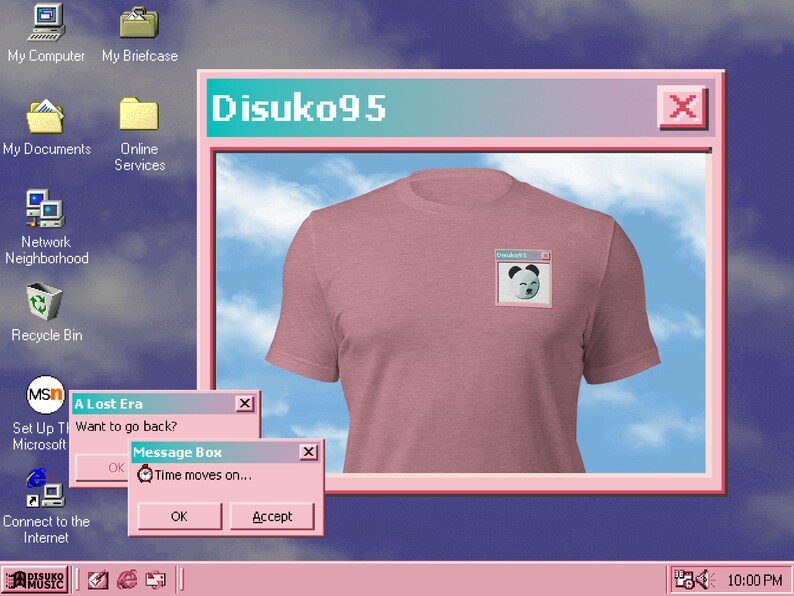 My Computer
My Briefcase
My Documents
Online
Services
Network
Neighborhood
Recycle Bin
MSn
Set Up Th
Microsoft
Connect to the
Internet
Disuko95
Disuko95
A Lost Era
Want to go back?
OK
Message Box
Time moves on...
OK
Accept
DISUKO
MUSIC
10:00 PM